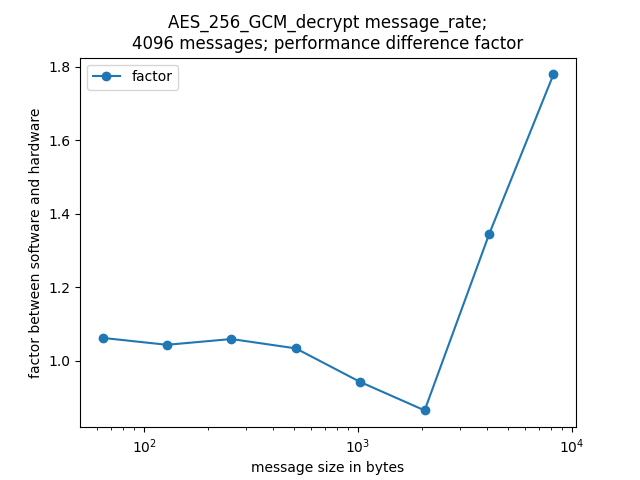 AES_256_GCM_decrypt message_rate;
4096 messages; performance difference factor
factor
factor between software and hardware
1.8
1.6
1.4
1.2
1.0
10²
10³
10⁴
message size in bytes